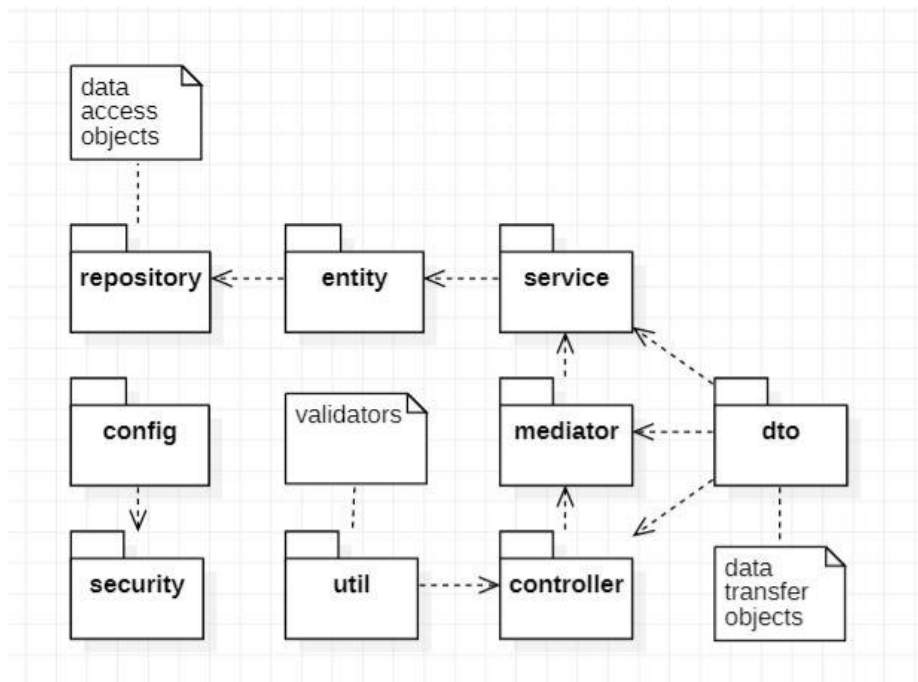 data
access
objects
repository
entity
service
config
validators
mediator
dto
security
util
controller
data
transfer
objects